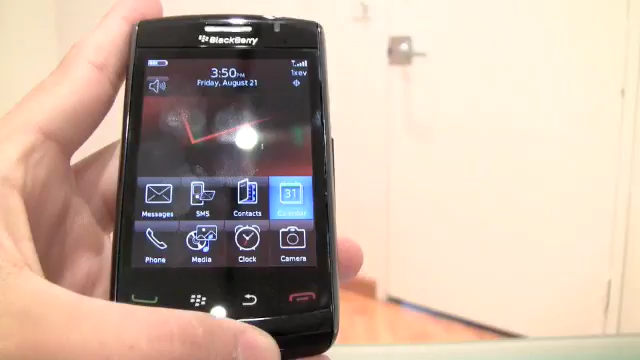 BlackBerry
3:50PM
1xev
Friday, August 21
31
Messages
SMS
Contacts
Calendar
Phone
Media
Clock
Camera